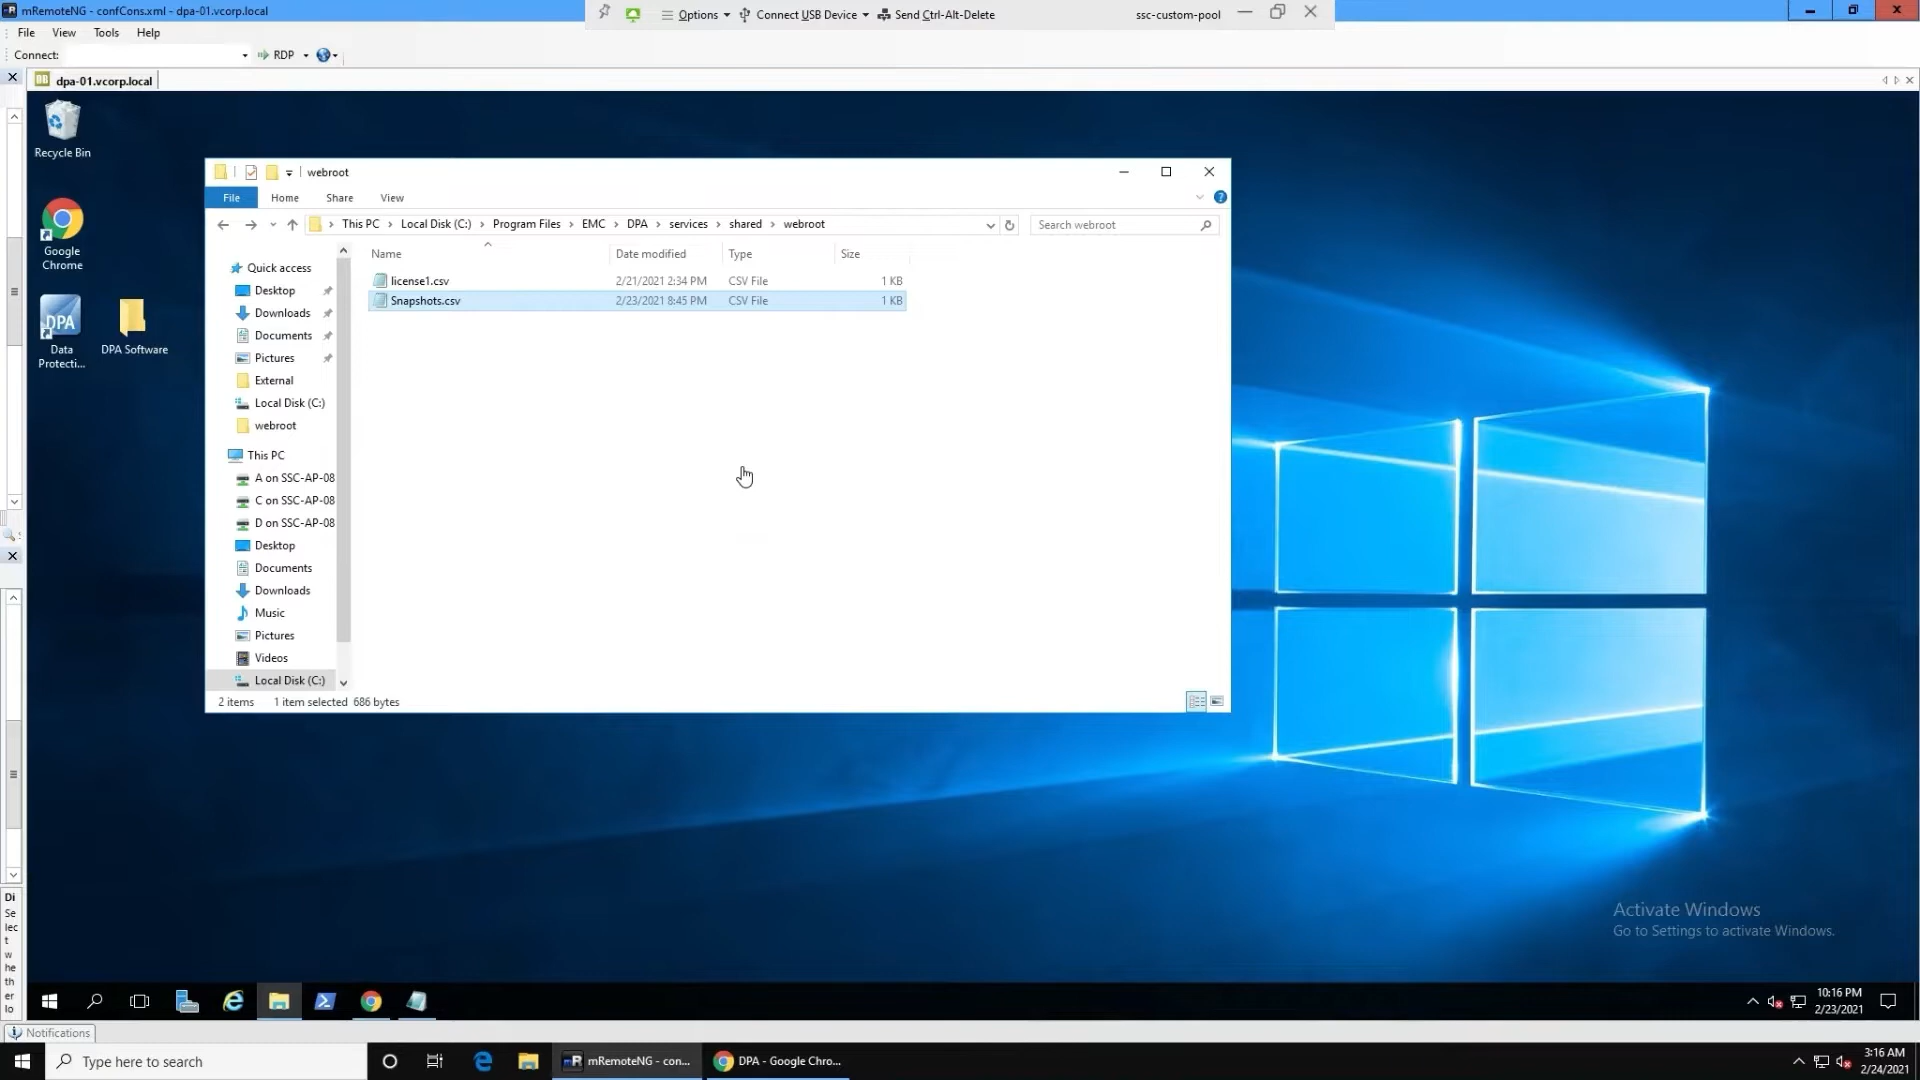 mRemoteNG - confCons.xml - dpa-01.vcorp.local
Options
Connect USB Device
Send Ctrl-Alt-Delete
ssc-custom-pool
File View Tools Help
Connect:
RDP
dpa-01.vcorp.local
Recycle Bin
Google
Chrome
DPA
Data
Protecti...
DPA Software
webroot
File Home Share View
This PC > Local Disk (C:) > Program Files > EMC > DPA > services > shared > webroot
Search webroot
Name Date modified Type Size
license1.csv 2/21/2021 2:34 PM CSV File 1 KB
Snapshots.csv 2/23/2021 8:45 PM CSV File 1 KB
Quick access
Desktop
Downloads
Documents
Pictures
External
Local Disk (C:)
webroot
This PC
A on SSC-AP-08
C on SSC-AP-08
D on SSC-AP-08
Desktop
Documents
Downloads
Music
Pictures
Videos
Local Disk (C:)
2 items 1 item selected 686 bytes
Activate Windows
Go to Settings to activate Windows.
Di
Se
lec
t
w
he
th
er
lo
10:16 PM
2/23/2021
Notifications
Type here to search
mR
mRemoteNG - con...
DPA - Google Chro...
3:16 AM
2/24/2021